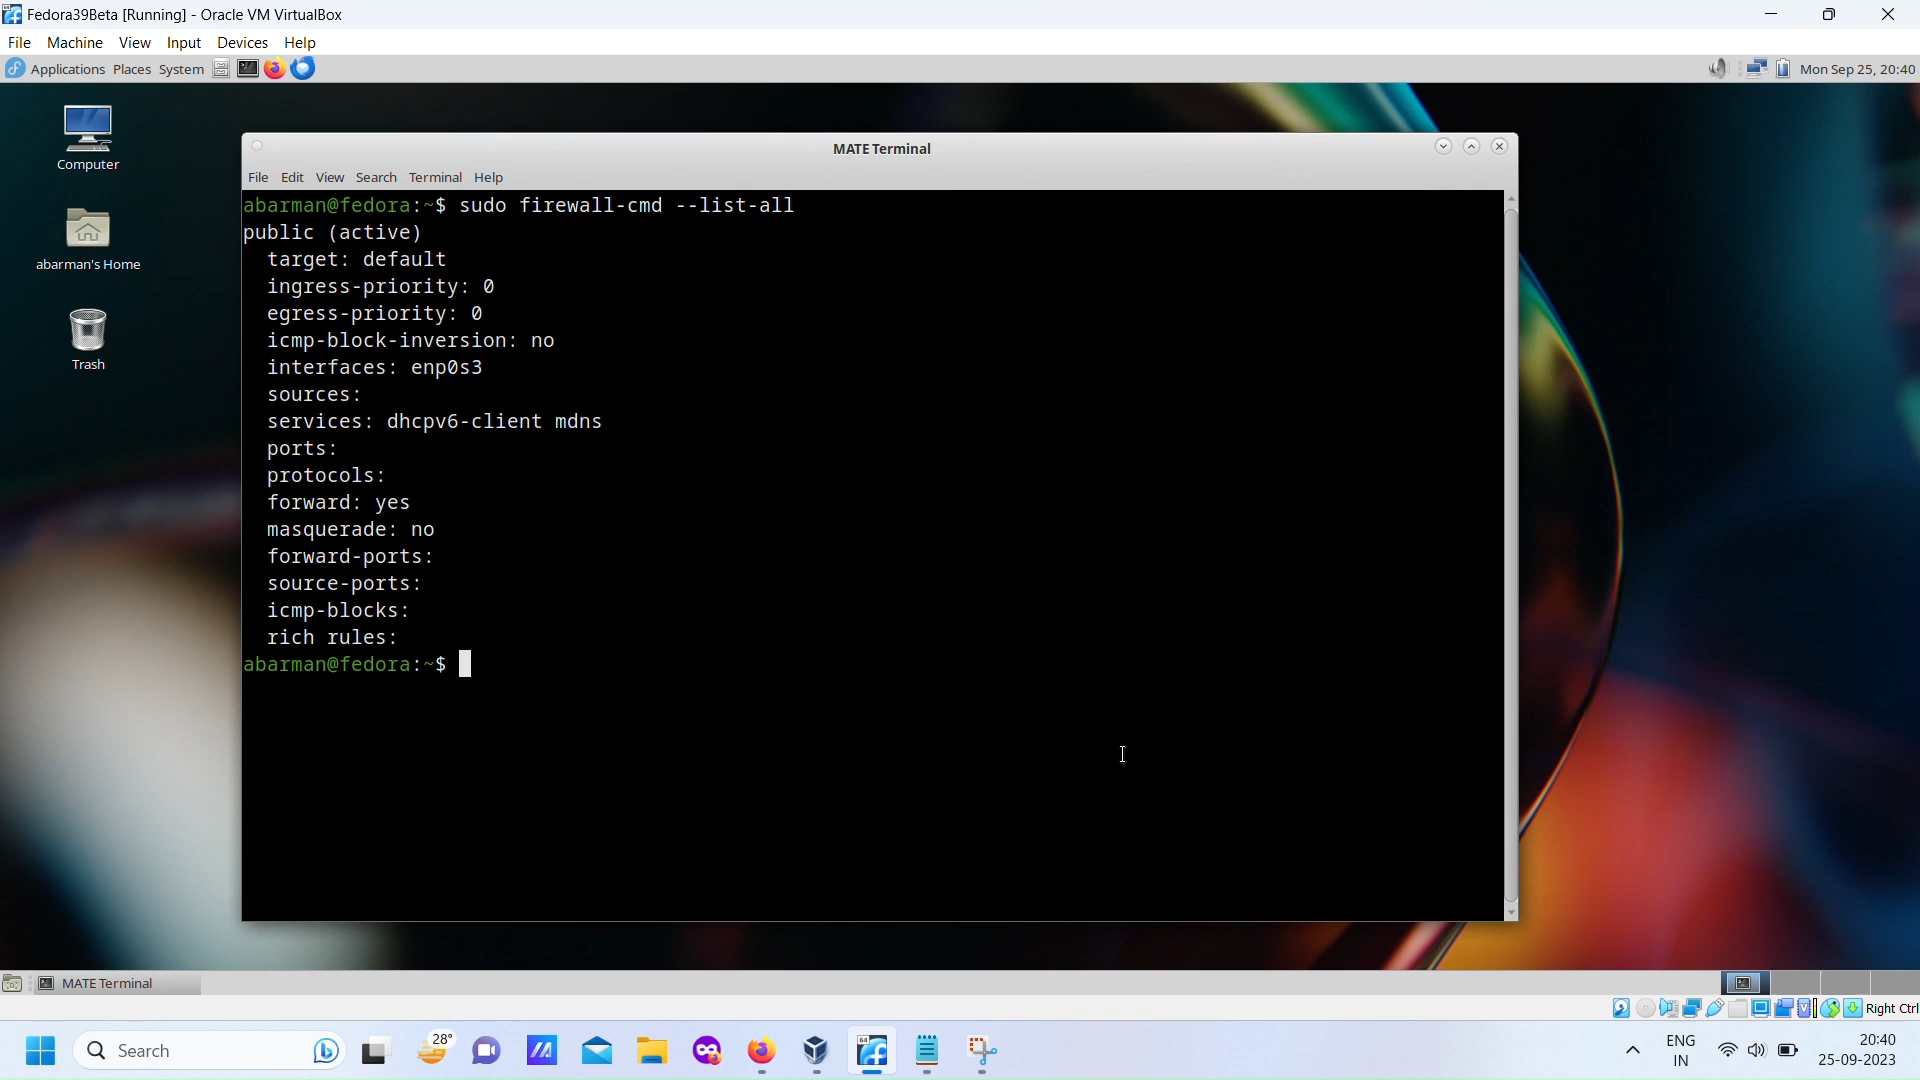 Fedora39Beta [Running] - Oracle VM VirtualBox
File Machine View Input Devices Help
Applications Places System
Mon Sep 25, 20:40
Computer
abarman's Home
Trash
MATE Terminal
File Edit View Search Terminal Help
abarman@fedora:~$ sudo firewall-cmd --list-all
public (active)
target: default
ingress-priority: 0
egress-priority: 0
icmp-block-inversion: no
interfaces: enp0s3
sources:
services: dhcpv6-client mdns
ports:
protocols:
forward: yes
masquerade: no
forward-ports:
source-ports:
icmp-blocks:
rich rules:
abarman@fedora:~$
MATE Terminal
Right Ctrl
Search
28°
64
ENG
IN
20:40
25-09-2023